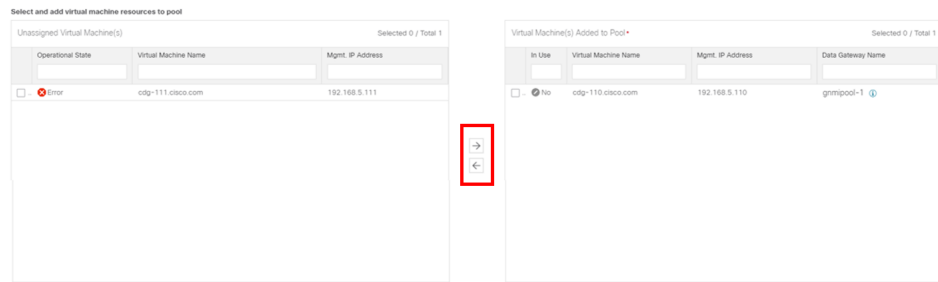 Select and add virtual machine resources to pool
Unassigned Virtual Machine(s) Selected 0 / Total 1
Operational State Virtual Machine Name Mgmt. IP Address
Error cdg-111.cisco.com 192.168.5.111
Virtual Machine(s) Added to Pool* Selected 0 / Total 1
In Use Virtual Machine Name Mgmt. IP Address Data Gateway Name
No cdg-110.cisco.com 192.168.5.110 gnmipool-1